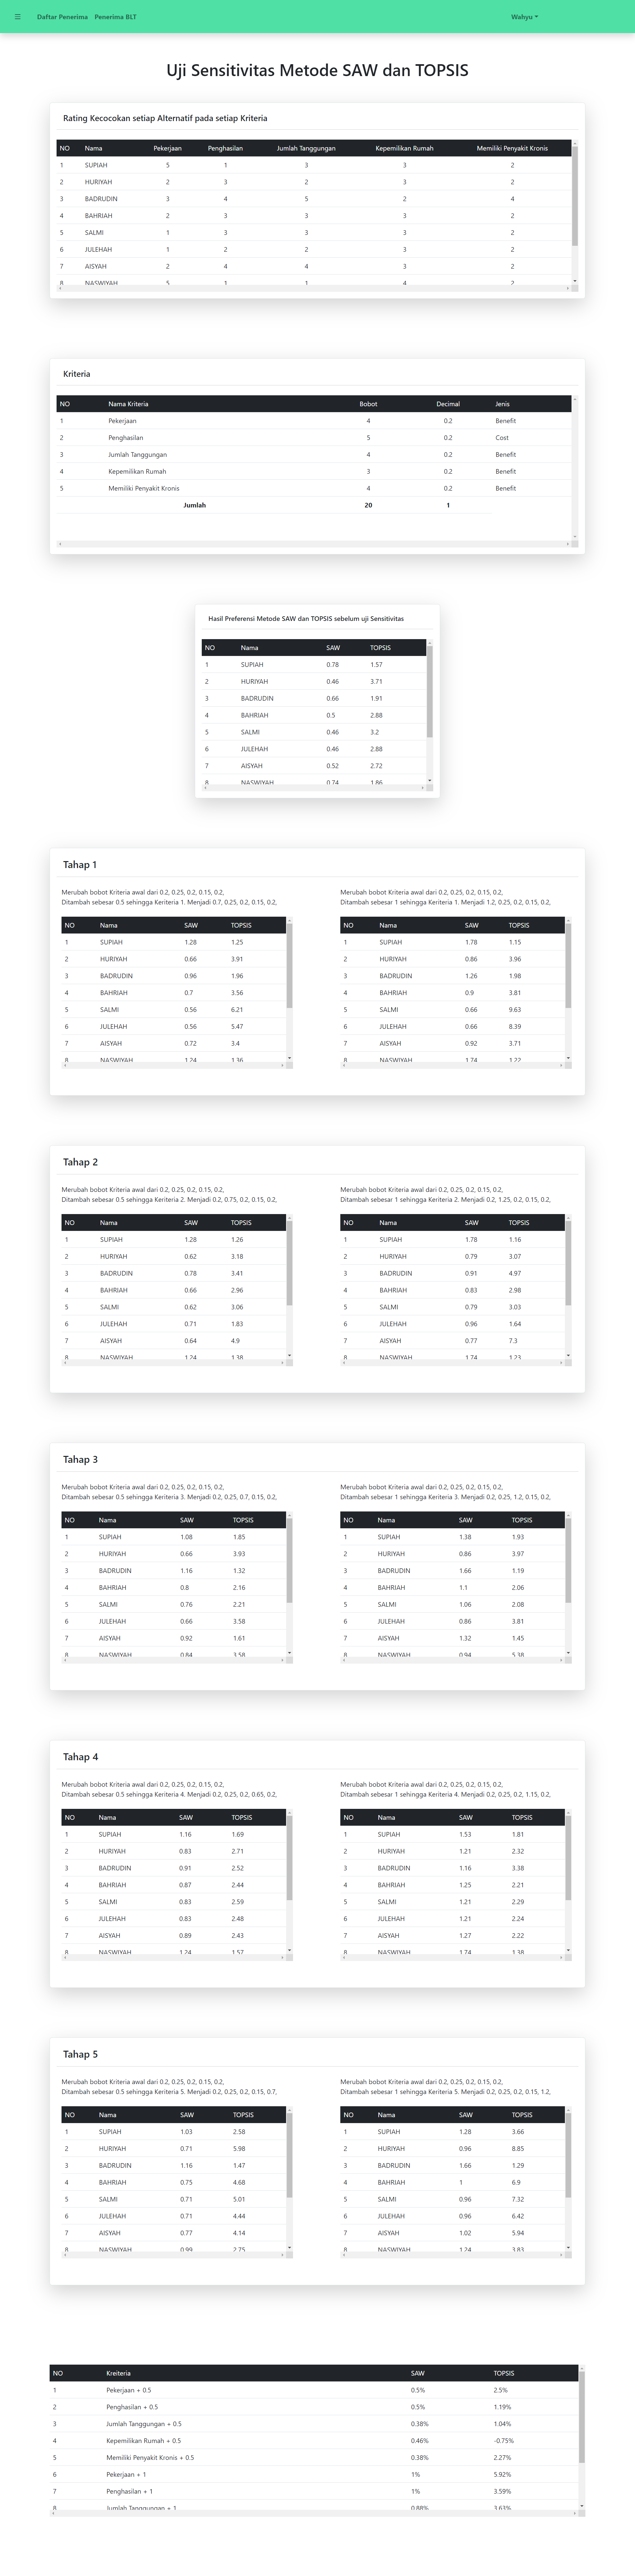 ☰ Daftar Penerima Penerima BLT Wahyu
Uji Sensitivitas Metode SAW dan TOPSIS
Rating Kecocokan setiap Alternatif pada setiap Kriteria
NO Nama Pekerjaan Penghasilan Jumlah Tanggungan Kepemilikan Rumah Memiliki Penyakit Kronis
1 SUPIAH 5 1 3 3 2
2 HURIYAH 2 3 2 3 2
3 BADRUDIN 3 4 5 2 4
4 BAHRIAH 2 3 3 3 2
5 SALMI 1 3 3 3 2
6 JULEHAH 1 2 2 3 2
7 AISYAH 2 4 4 3 2
8 NASWIYAH 5 1 1 4 2
Kriteria
NO Nama Kriteria Bobot Decimal Jenis
1 Pekerjaan 4 0.2 Benefit
2 Penghasilan 5 0.2 Cost
3 Jumlah Tanggungan 4 0.2 Benefit
4 Kepemilikan Rumah 3 0.2 Benefit
5 Memiliki Penyakit Kronis 4 0.2 Benefit
Jumlah 20 1
Hasil Preferensi Metode SAW dan TOPSIS sebelum uji Sensitivitas
NO Nama SAW TOPSIS
1 SUPIAH 0.78 1.57
2 HURIYAH 0.46 3.71
3 BADRUDIN 0.66 1.91
4 BAHRIAH 0.5 2.88
5 SALMI 0.46 3.2
6 JULEHAH 0.46 2.88
7 AISYAH 0.52 2.72
8 NASWIYAH 0.74 1.86
Tahap 1
Merubah bobot Kriteria awal dari 0.2, 0.25, 0.2, 0.15, 0.2,
Ditambah sebesar 0.5 sehingga Keriteria 1. Menjadi 0.7, 0.25, 0.2, 0.15, 0.2,
NO Nama SAW TOPSIS
1 SUPIAH 1.28 1.25
2 HURIYAH 0.66 3.91
3 BADRUDIN 0.96 1.96
4 BAHRIAH 0.7 3.56
5 SALMI 0.56 6.21
6 JULEHAH 0.56 5.47
7 AISYAH 0.72 3.4
8 NASWIYAH 1.24 1.36
Merubah bobot Kriteria awal dari 0.2, 0.25, 0.2, 0.15, 0.2,
Ditambah sebesar 1 sehingga Keriteria 1. Menjadi 1.2, 0.25, 0.2, 0.15, 0.2,
NO Nama SAW TOPSIS
1 SUPIAH 1.78 1.15
2 HURIYAH 0.86 3.96
3 BADRUDIN 1.26 1.98
4 BAHRIAH 0.9 3.81
5 SALMI 0.66 9.63
6 JULEHAH 0.66 8.39
7 AISYAH 0.92 3.71
8 NASWIYAH 1.74 1.22
Tahap 2
Merubah bobot Kriteria awal dari 0.2, 0.25, 0.2, 0.15, 0.2,
Ditambah sebesar 0.5 sehingga Keriteria 2. Menjadi 0.2, 0.75, 0.2, 0.15, 0.2,
NO Nama SAW TOPSIS
1 SUPIAH 1.28 1.26
2 HURIYAH 0.62 3.18
3 BADRUDIN 0.78 3.41
4 BAHRIAH 0.66 2.96
5 SALMI 0.62 3.06
6 JULEHAH 0.71 1.83
7 AISYAH 0.64 4.9
8 NASWIYAH 1.24 1.38
Merubah bobot Kriteria awal dari 0.2, 0.25, 0.2, 0.15, 0.2,
Ditambah sebesar 1 sehingga Keriteria 2. Menjadi 0.2, 1.25, 0.2, 0.15, 0.2,
NO Nama SAW TOPSIS
1 SUPIAH 1.78 1.16
2 HURIYAH 0.79 3.07
3 BADRUDIN 0.91 4.97
4 BAHRIAH 0.83 2.98
5 SALMI 0.79 3.03
6 JULEHAH 0.96 1.64
7 AISYAH 0.77 7.3
8 NASWIYAH 1.74 1.23
Tahap 3
Merubah bobot Kriteria awal dari 0.2, 0.25, 0.2, 0.15, 0.2,
Ditambah sebesar 0.5 sehingga Keriteria 3. Menjadi 0.2, 0.25, 0.7, 0.15, 0.2,
NO Nama SAW TOPSIS
1 SUPIAH 1.08 1.85
2 HURIYAH 0.66 3.93
3 BADRUDIN 1.16 1.32
4 BAHRIAH 0.8 2.16
5 SALMI 0.76 2.21
6 JULEHAH 0.66 3.58
7 AISYAH 0.92 1.61
8 NASWIYAH 0.84 3.58
Merubah bobot Kriteria awal dari 0.2, 0.25, 0.2, 0.15, 0.2,
Ditambah sebesar 1 sehingga Keriteria 3. Menjadi 0.2, 0.25, 1.2, 0.15, 0.2,
NO Nama SAW TOPSIS
1 SUPIAH 1.38 1.93
2 HURIYAH 0.86 3.97
3 BADRUDIN 1.66 1.19
4 BAHRIAH 1.1 2.06
5 SALMI 1.06 2.08
6 JULEHAH 0.86 3.81
7 AISYAH 1.32 1.45
8 NASWIYAH 0.94 5.38
Tahap 4
Merubah bobot Kriteria awal dari 0.2, 0.25, 0.2, 0.15, 0.2,
Ditambah sebesar 0.5 sehingga Keriteria 4. Menjadi 0.2, 0.25, 0.2, 0.65, 0.2,
NO Nama SAW TOPSIS
1 SUPIAH 1.16 1.69
2 HURIYAH 0.83 2.71
3 BADRUDIN 0.91 2.52
4 BAHRIAH 0.87 2.44
5 SALMI 0.83 2.59
6 JULEHAH 0.83 2.48
7 AISYAH 0.89 2.43
8 NASWIYAH 1.24 1.57
Merubah bobot Kriteria awal dari 0.2, 0.25, 0.2, 0.15, 0.2,
Ditambah sebesar 1 sehingga Keriteria 4. Menjadi 0.2, 0.25, 0.2, 1.15, 0.2,
NO Nama SAW TOPSIS
1 SUPIAH 1.53 1.81
2 HURIYAH 1.21 2.32
3 BADRUDIN 1.16 3.38
4 BAHRIAH 1.25 2.21
5 SALMI 1.21 2.29
6 JULEHAH 1.21 2.24
7 AISYAH 1.27 2.22
8 NASWIYAH 1.74 1.38
Tahap 5
Merubah bobot Kriteria awal dari 0.2, 0.25, 0.2, 0.15, 0.2,
Ditambah sebesar 0.5 sehingga Keriteria 5. Menjadi 0.2, 0.25, 0.2, 0.15, 0.7,
NO Nama SAW TOPSIS
1 SUPIAH 1.03 2.58
2 HURIYAH 0.71 5.98
3 BADRUDIN 1.16 1.47
4 BAHRIAH 0.75 4.68
5 SALMI 0.71 5.01
6 JULEHAH 0.71 4.44
7 AISYAH 0.77 4.14
8 NASWIYAH 0.99 2.75
Merubah bobot Kriteria awal dari 0.2, 0.25, 0.2, 0.15, 0.2,
Ditambah sebesar 1 sehingga Keriteria 5. Menjadi 0.2, 0.25, 0.2, 0.15, 1.2,
NO Nama SAW TOPSIS
1 SUPIAH 1.28 3.66
2 HURIYAH 0.96 8.85
3 BADRUDIN 1.66 1.29
4 BAHRIAH 1 6.9
5 SALMI 0.96 7.32
6 JULEHAH 0.96 6.42
7 AISYAH 1.02 5.94
8 NASWIYAH 1.24 3.83
NO Kreiteria SAW TOPSIS
1 Pekerjaan + 0.5 0.5% 2.5%
2 Penghasilan + 0.5 0.5% 1.19%
3 Jumlah Tanggungan + 0.5 0.38% 1.04%
4 Kepemilikan Rumah + 0.5 0.46% -0.75%
5 Memiliki Penyakit Kronis + 0.5 0.38% 2.27%
6 Pekerjaan + 1 1% 5.92%
7 Penghasilan + 1 1% 3.59%
8 Jumlah Tanggungan + 1 0.88% 3.63%